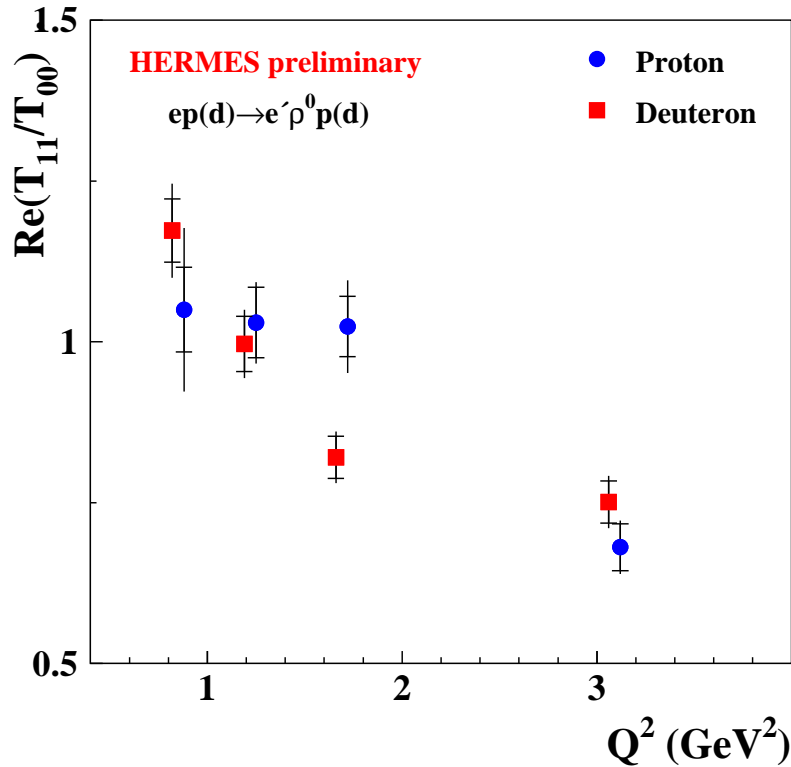 1.5
HERMES preliminary
ep(d)→e´ρ⁰p(d)
Proton
Deuteron
Re(T₁₁/T₀₀)
1
0.5
1
2
3
Q² (GeV²)